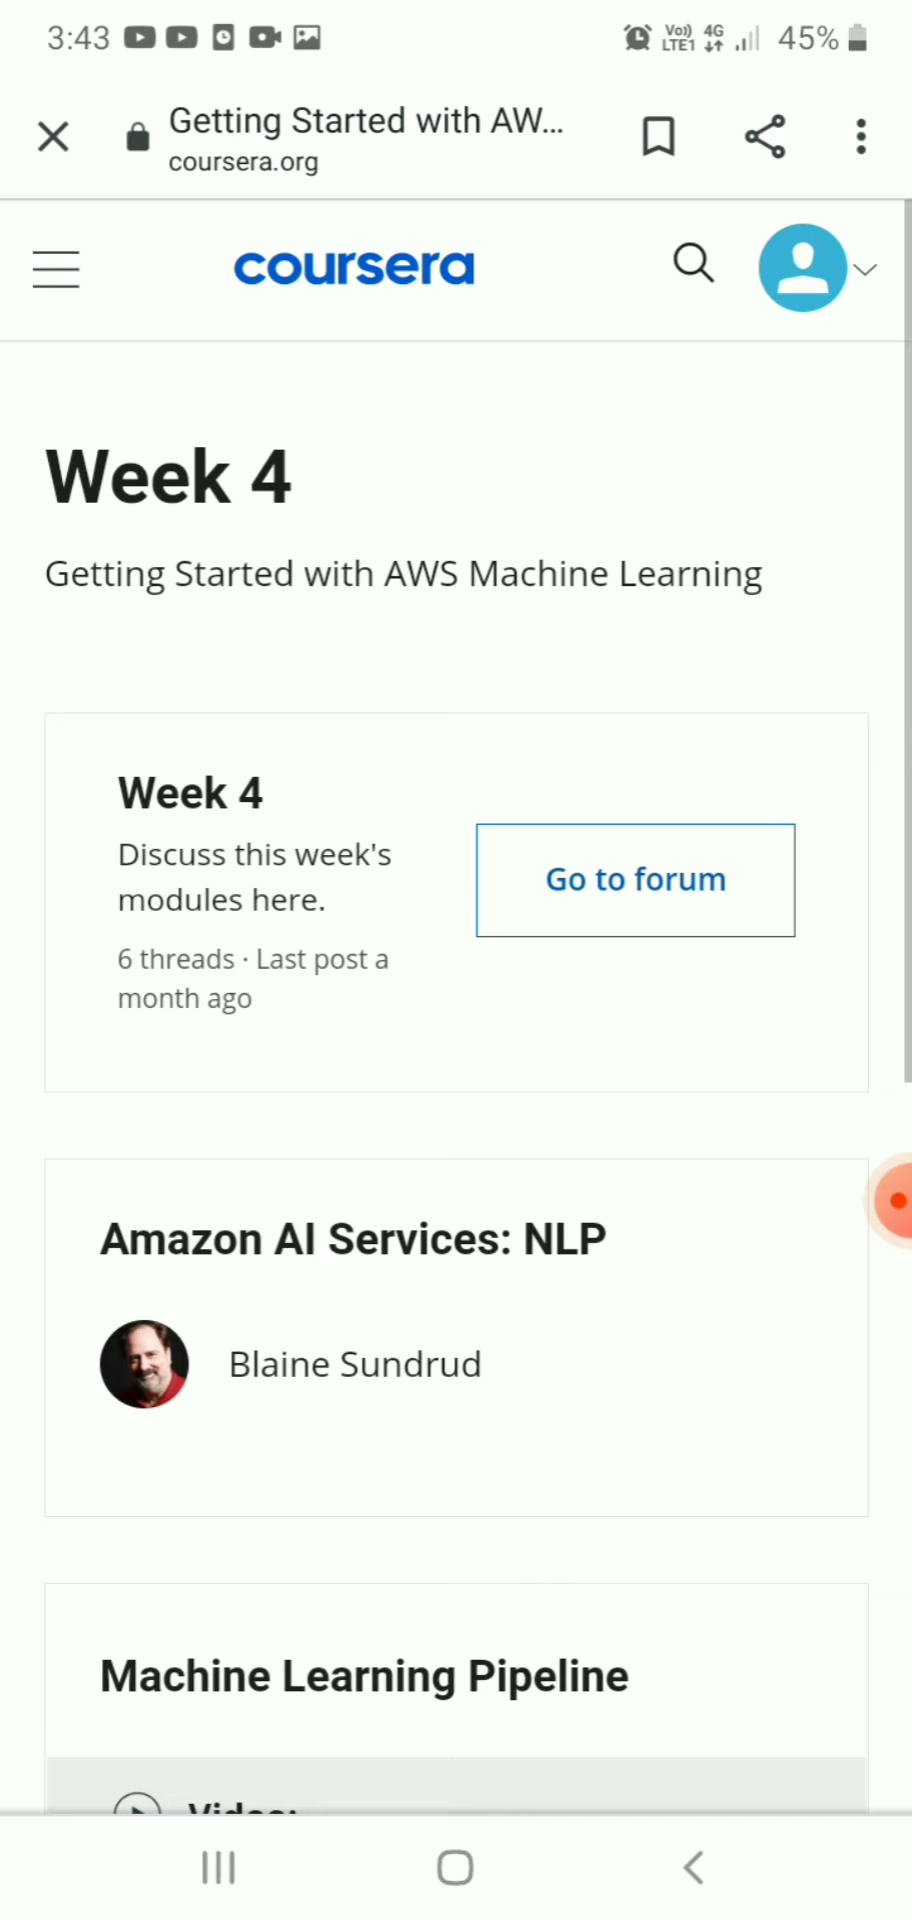 3:43
Vo)) 4G
LTE1
45%
Getting Started with AW...
coursera.org
coursera
Week 4
Getting Started with AWS Machine Learning
Week 4
Discuss this week's
modules here.
6 threads · Last post a
month ago
Go to forum
Amazon AI Services: NLP
Blaine Sundrud
Machine Learning Pipeline
Video: